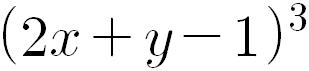 (2x + y − 1)³